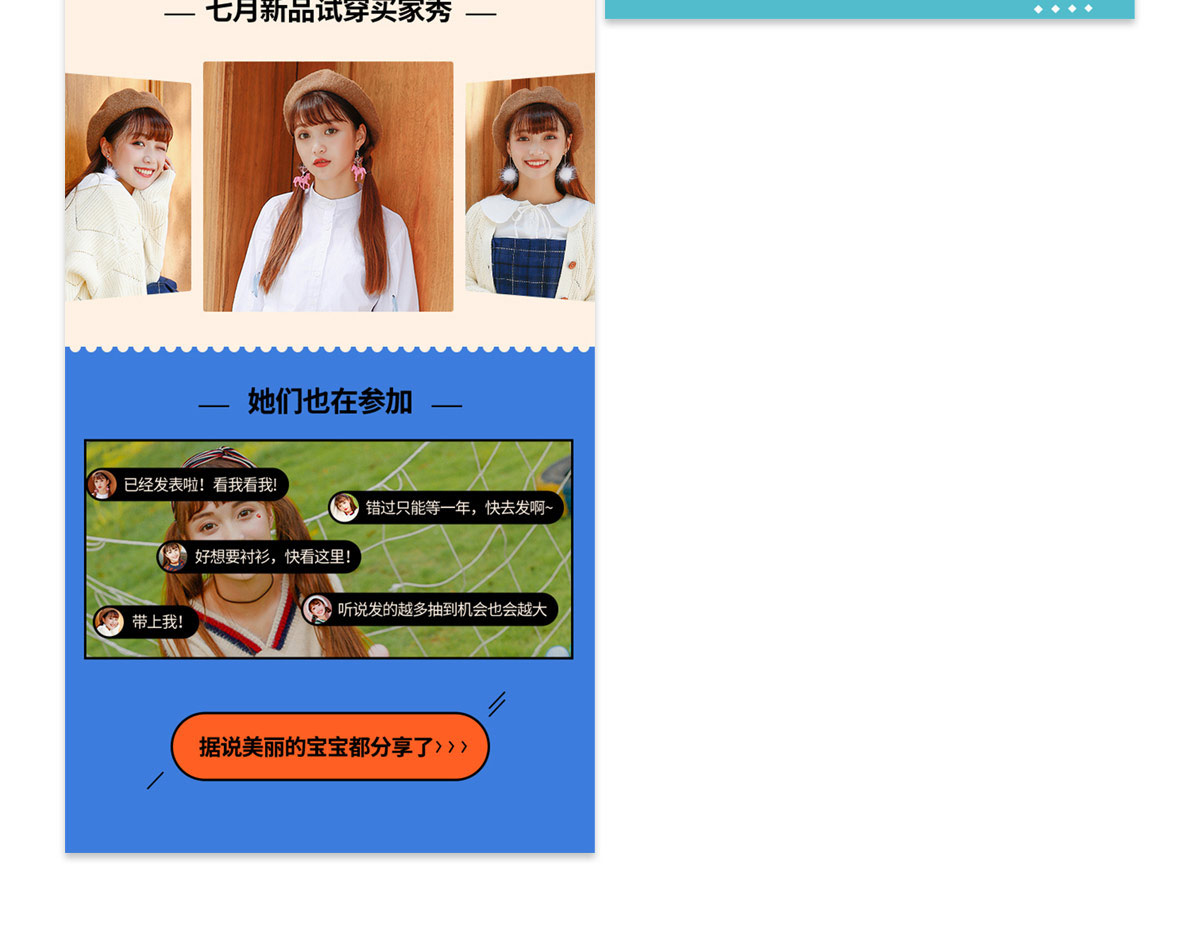 七月新品试穿买家秀
她们也在参加
已经发表啦！看我看我!
错过只能等一年，快去发啊~
好想要衬衫，快看这里！
听说发的越多抽到机会也会越大
带上我！
据说美丽的宝宝都分享了>>>